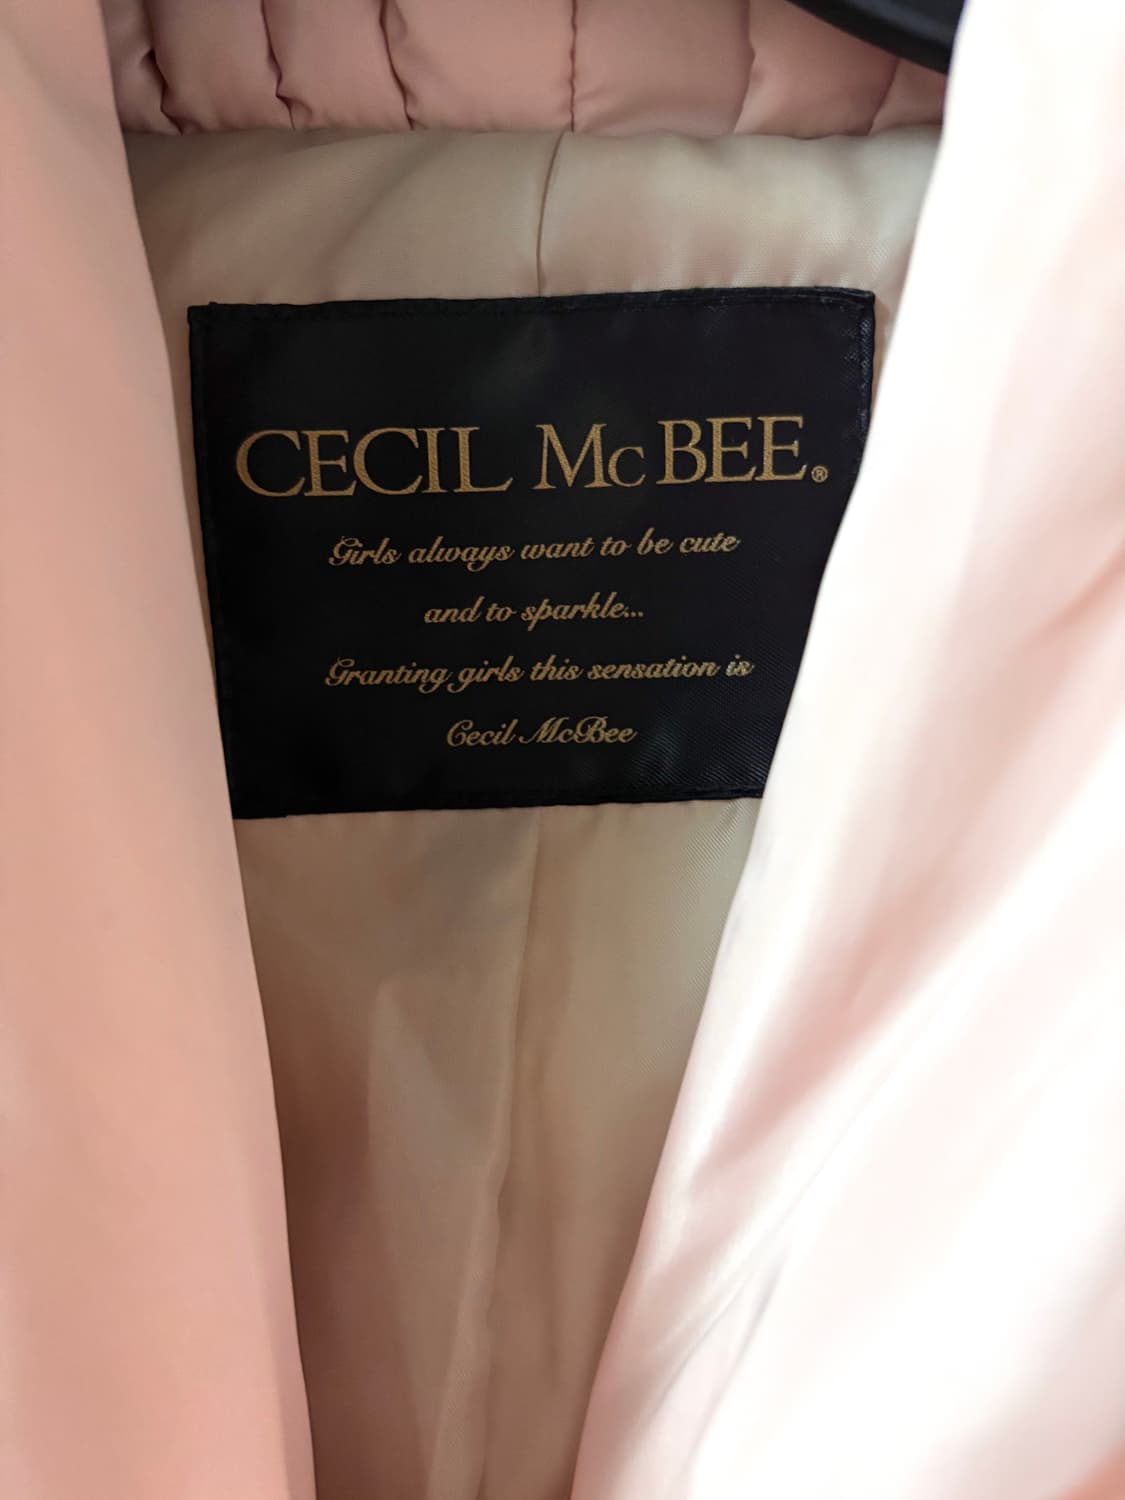 CECIL McBEE®
Girls always want to be cute
and to sparkle...
Granting girls this sensation is
Cecil McBee